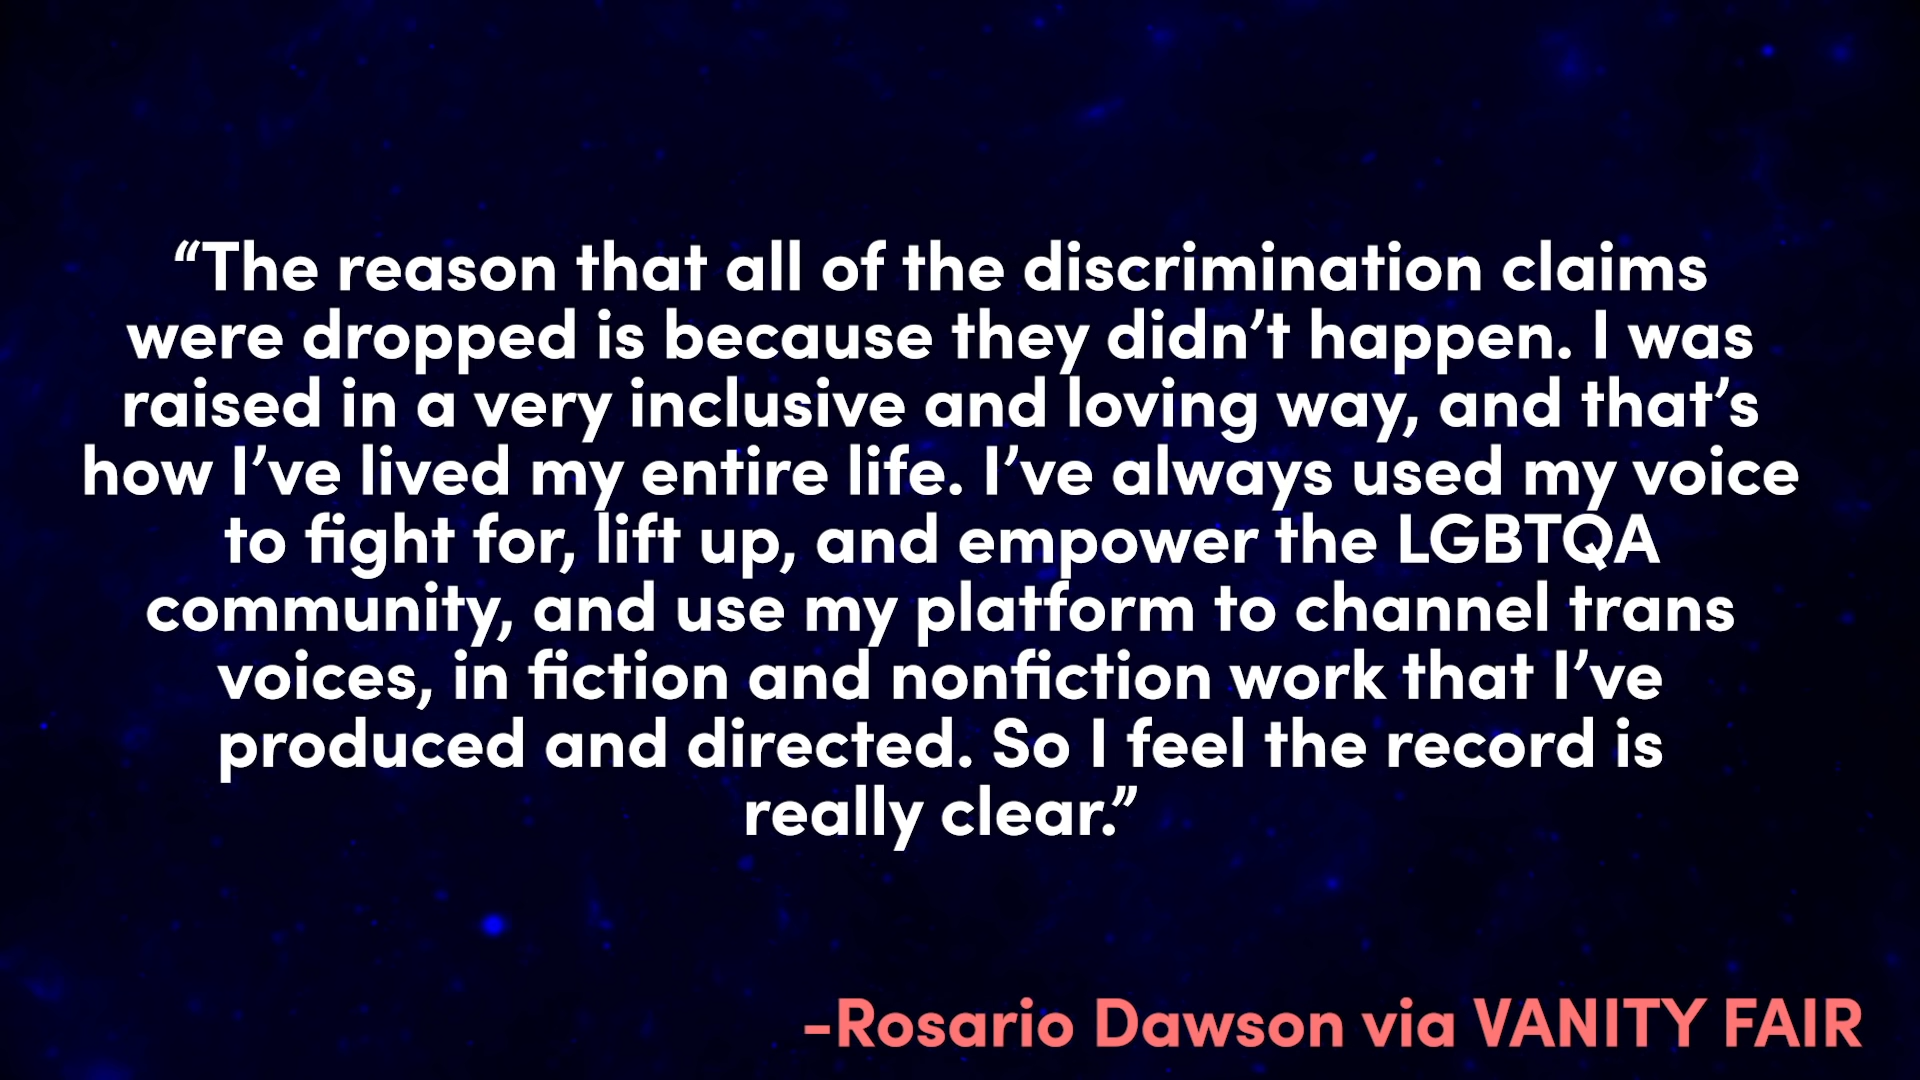 “The reason that all of the discrimination claims
were dropped is because they didn’t happen. I was
raised in a very inclusive and loving way, and that’s
how I’ve lived my entire life. I’ve always used my voice
to fight for, lift up, and empower the LGBTQA
community, and use my platform to channel trans
voices, in fiction and nonfiction work that I’ve
produced and directed. So I feel the record is
really clear.”
–Rosario Dawson via VANITY FAIR